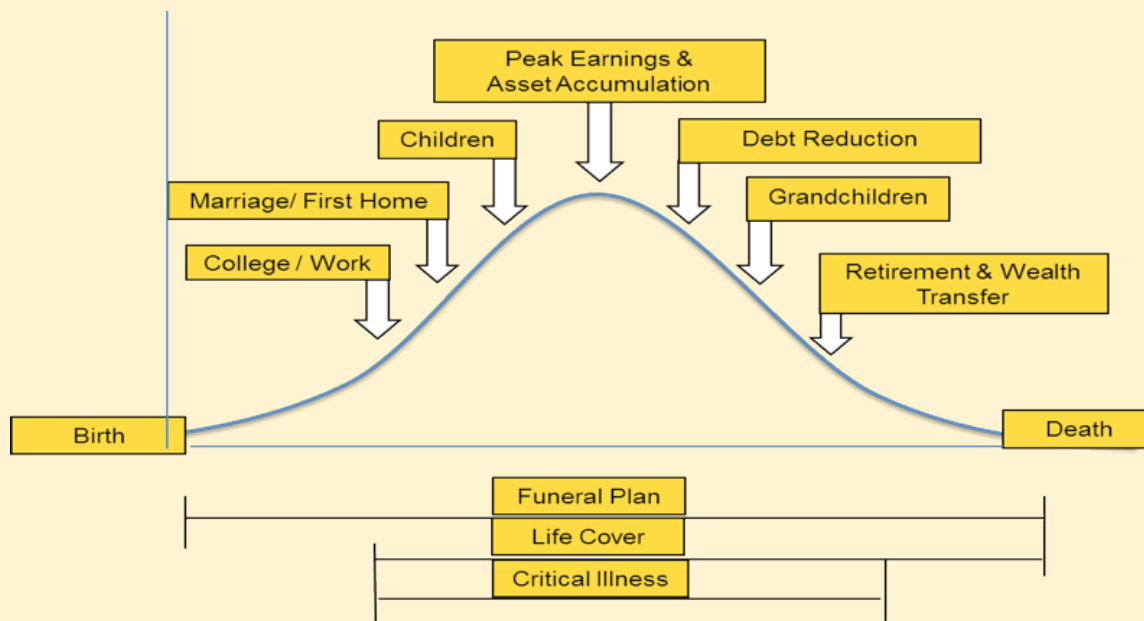 Peak Earnings &
Asset Accumulation
Children
Debt Reduction
Marriage/ First Home
Grandchildren
College / Work
Retirement & Wealth
Transfer
Birth
Death
Funeral Plan
Life Cover
Critical Illness